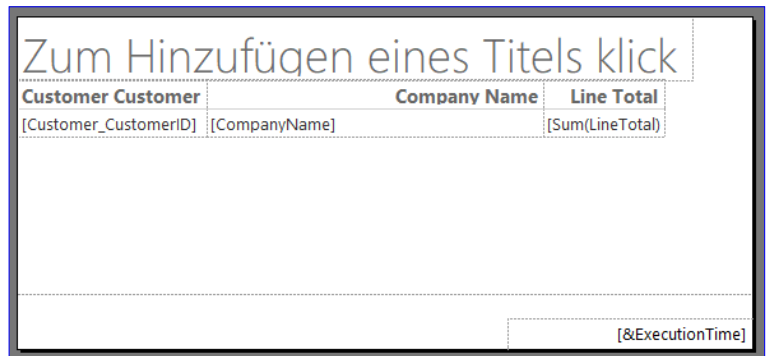 Zum Hinzufügen eines Titels klick
Customer Customer Company Name Line Total
[Customer_CustomerID] [CompanyName] [Sum(LineTotal)
[&ExecutionTime]